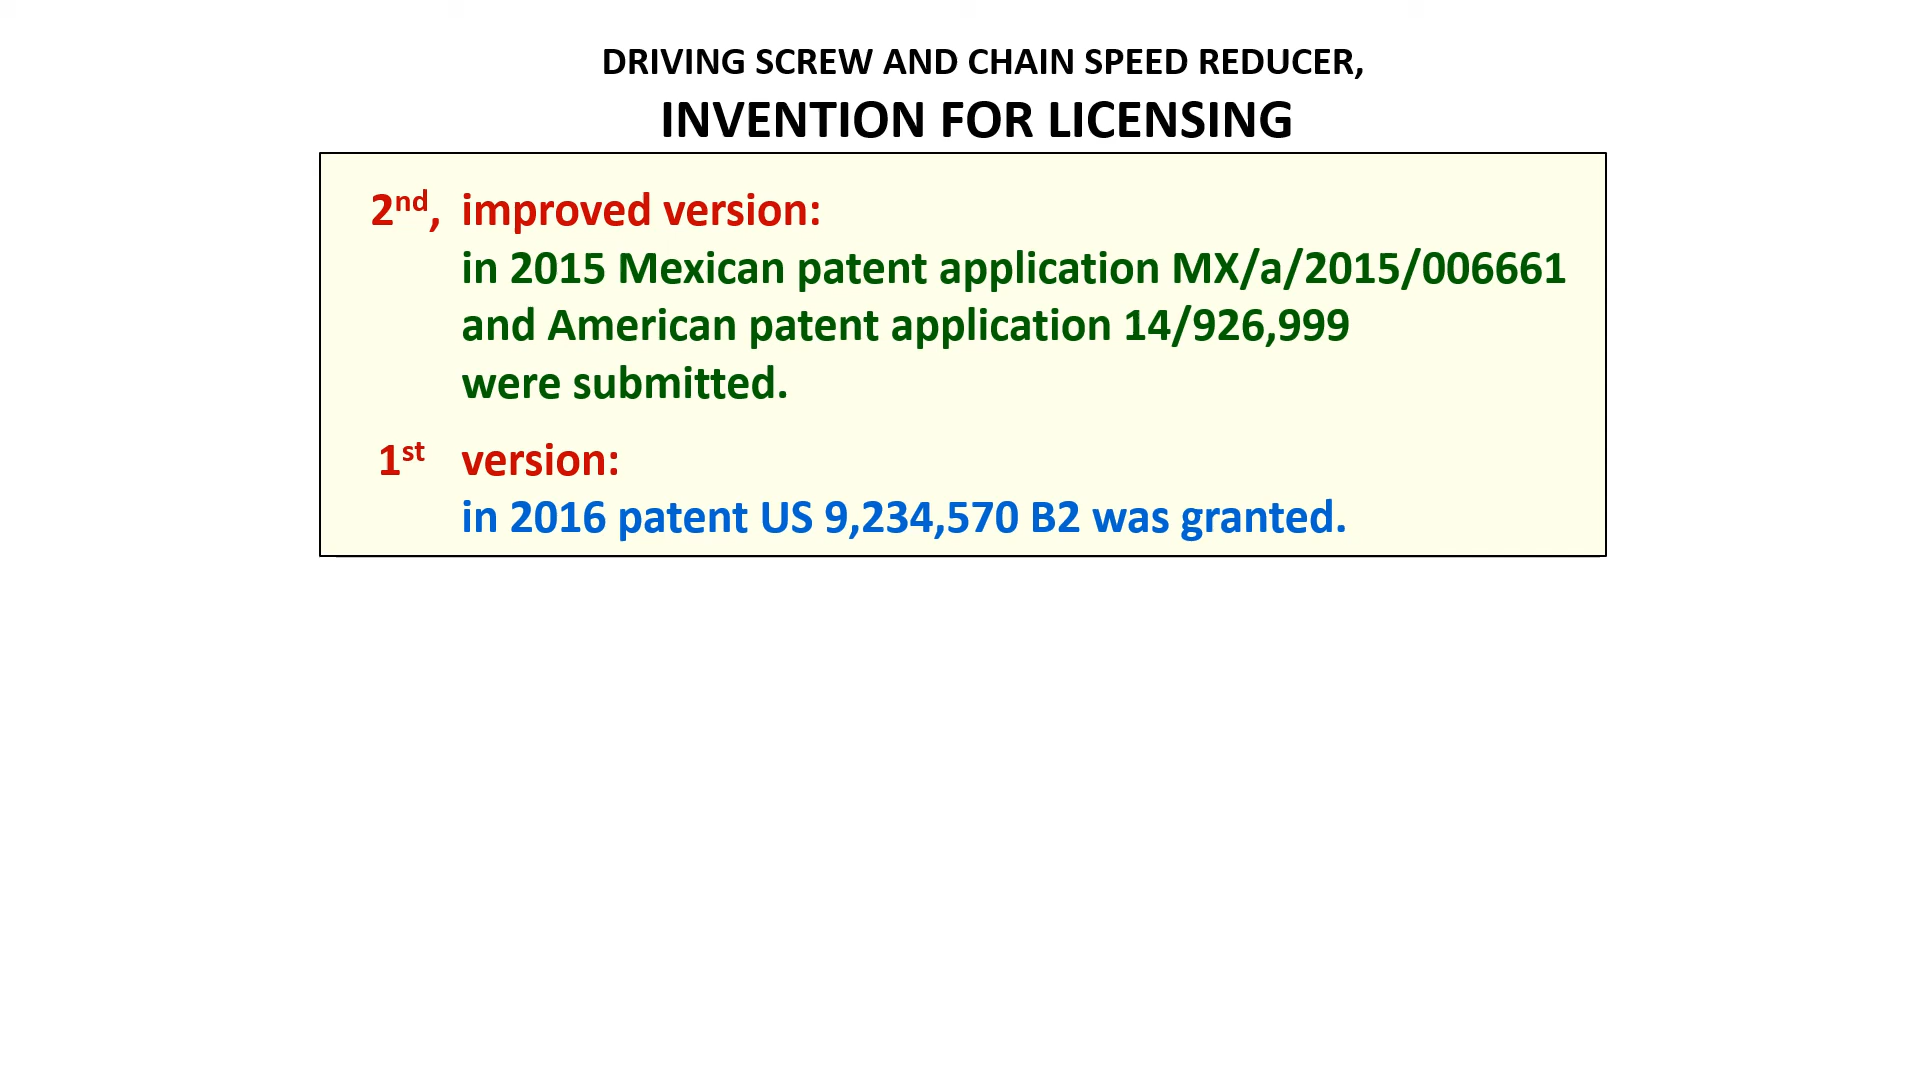 DRIVING SCREW AND CHAIN SPEED REDUCER,
INVENTION FOR LICENSING
2nd, improved version:
in 2015 Mexican patent application MX/a/2015/006661
and American patent application 14/926,999
were submitted.
1st version:
in 2016 patent US 9,234,570 B2 was granted.